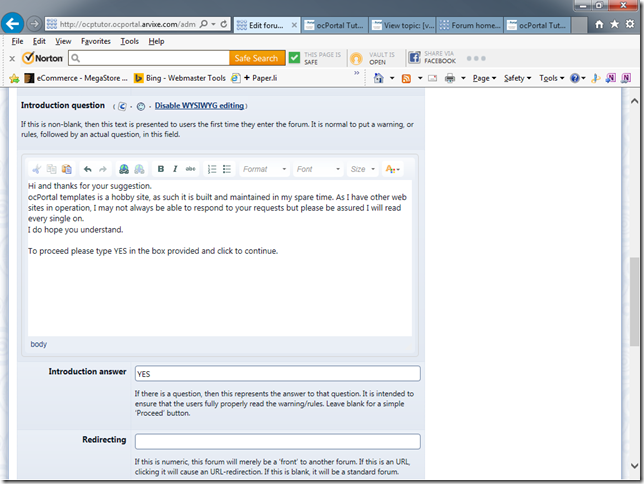 http://ocptutor.ocportal.arvixe.com/adm
Edit foru...
ocPortal Tut...
View topic: [v...
Forum home...
ocPortal Tut...
File Edit View Favorites Tools Help
x Norton Safe Search THIS PAGE IS SAFE VAULT IS OPEN SHARE VIA FACEBOOK
eCommerce - MegaStore ... Bing - Webmaster Tools + Paper.li » Page Safety Tools »
Introduction question ( C · © · Disable WYSIWYG editing )
If this is non-blank, then this text is presented to users the first time they enter the forum. It is normal to put a warning, or
rules, followed by an actual question, in this field.
B I abc Format Font Size A
Hi and thanks for your suggestion.
ocPortal templates is a hobby site, as such it is built and maintained in my spare time. As I have other web
sites in operation, I may not always be able to respond to your requests but please be assured I will read
every single on.
I do hope you understand.
To proceed please type YES in the box provided and click to continue.
body
Introduction answer YES
If there is a question, then this represents the answer to that question. It is intended to
ensure that the users fully properly read the warning/rules. Leave blank for a simple
'Proceed' button.
Redirecting
If this is numeric, this forum will merely be a 'front' to another forum. If this is an URL,
clicking it will cause an URL-redirection. If this is blank, it will be a standard forum.